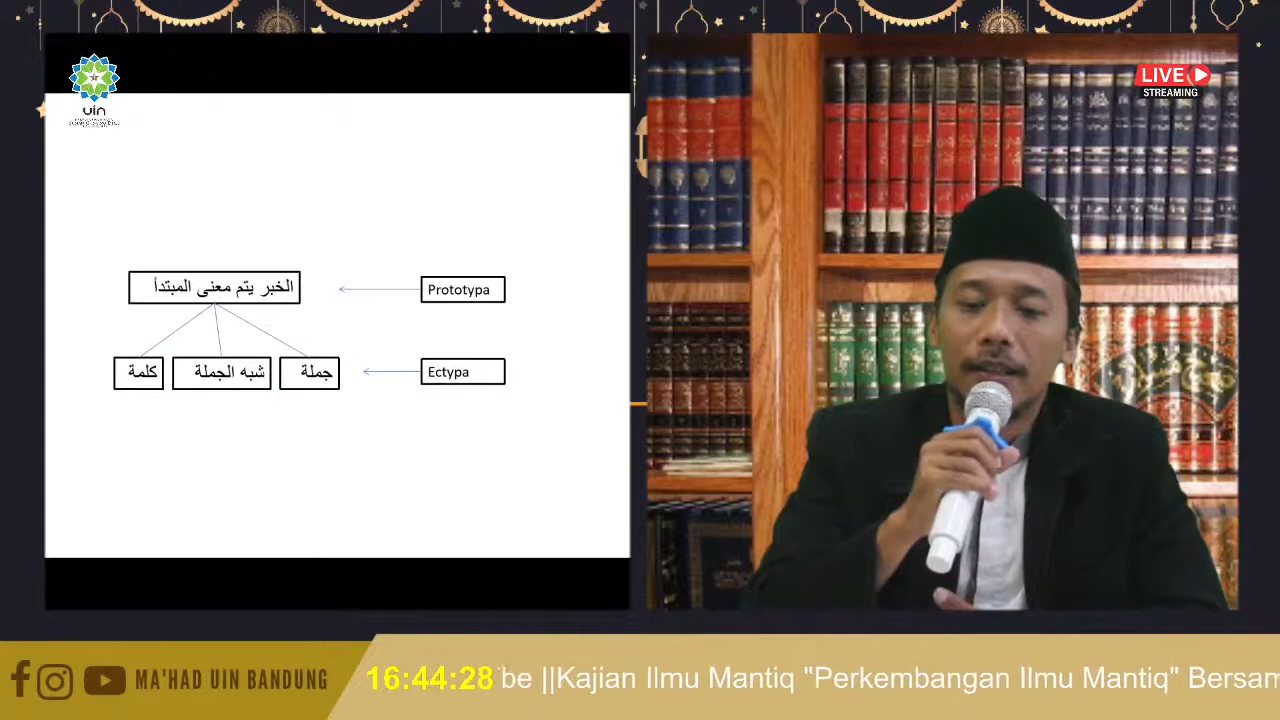 uin
LIVE
STREAMING
الخبر يتم معنى المبتدأ
Prototypa
كلمة
شبه الجملة
جملة
Ectypa
MA'HAD UIN BANDUNG
16:44:28
be ||Kajian Ilmu Mantiq "Perkembangan Ilmu Mantiq" Bersam